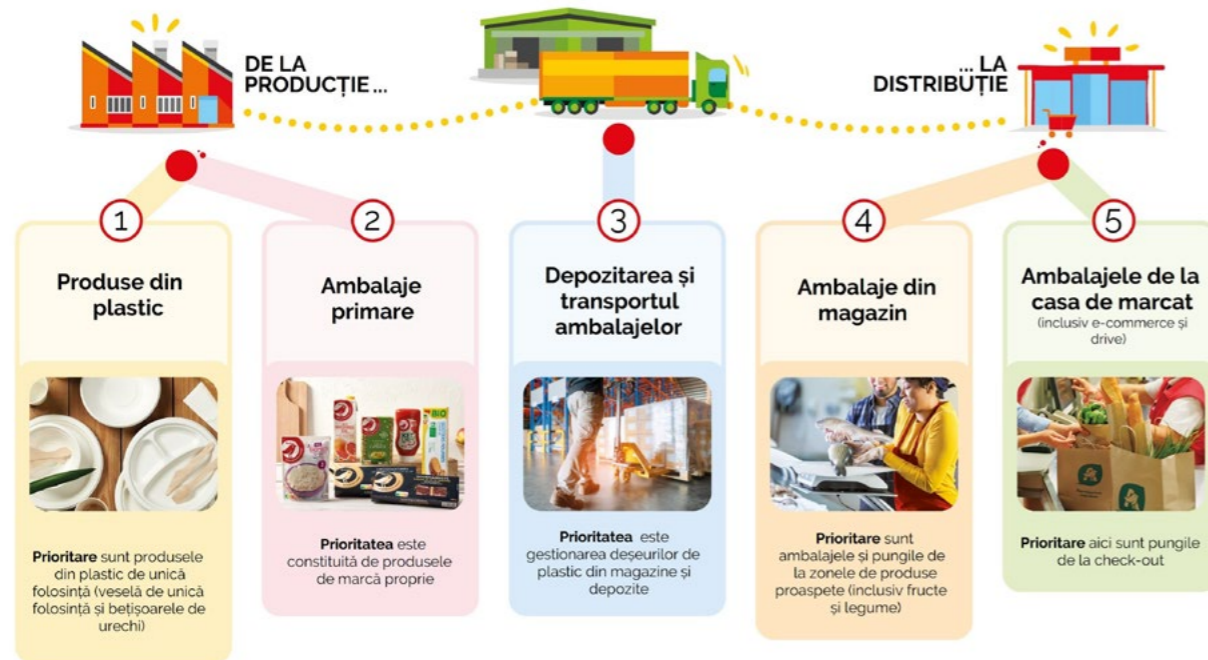 DE LA
PRODUCȚIE...
... LA
DISTRIBUȚIE
1
Produse din
plastic
Prioritare sunt produsele
din plastic de unică
folosință (veselă de unică
folosință și bețișoarele de
urechi)
2
Ambalaje
primare
BIO
Prioritatea este
constituită de produsele
de marcă proprie
3
Depozitarea și
transportul
ambalajelor
Prioritatea este
gestionarea deșeurilor de
plastic din magazine și
depozite
4
Ambalaje din
magazin
Prioritare sunt
ambalajele și pungile de
la zonele de produse
proaspete (inclusiv fructe
și legume)
5
Ambalajele de la
casa de marcat
(inclusiv e-commerce și
drive)
Prioritare aici sunt pungile
de la check-out